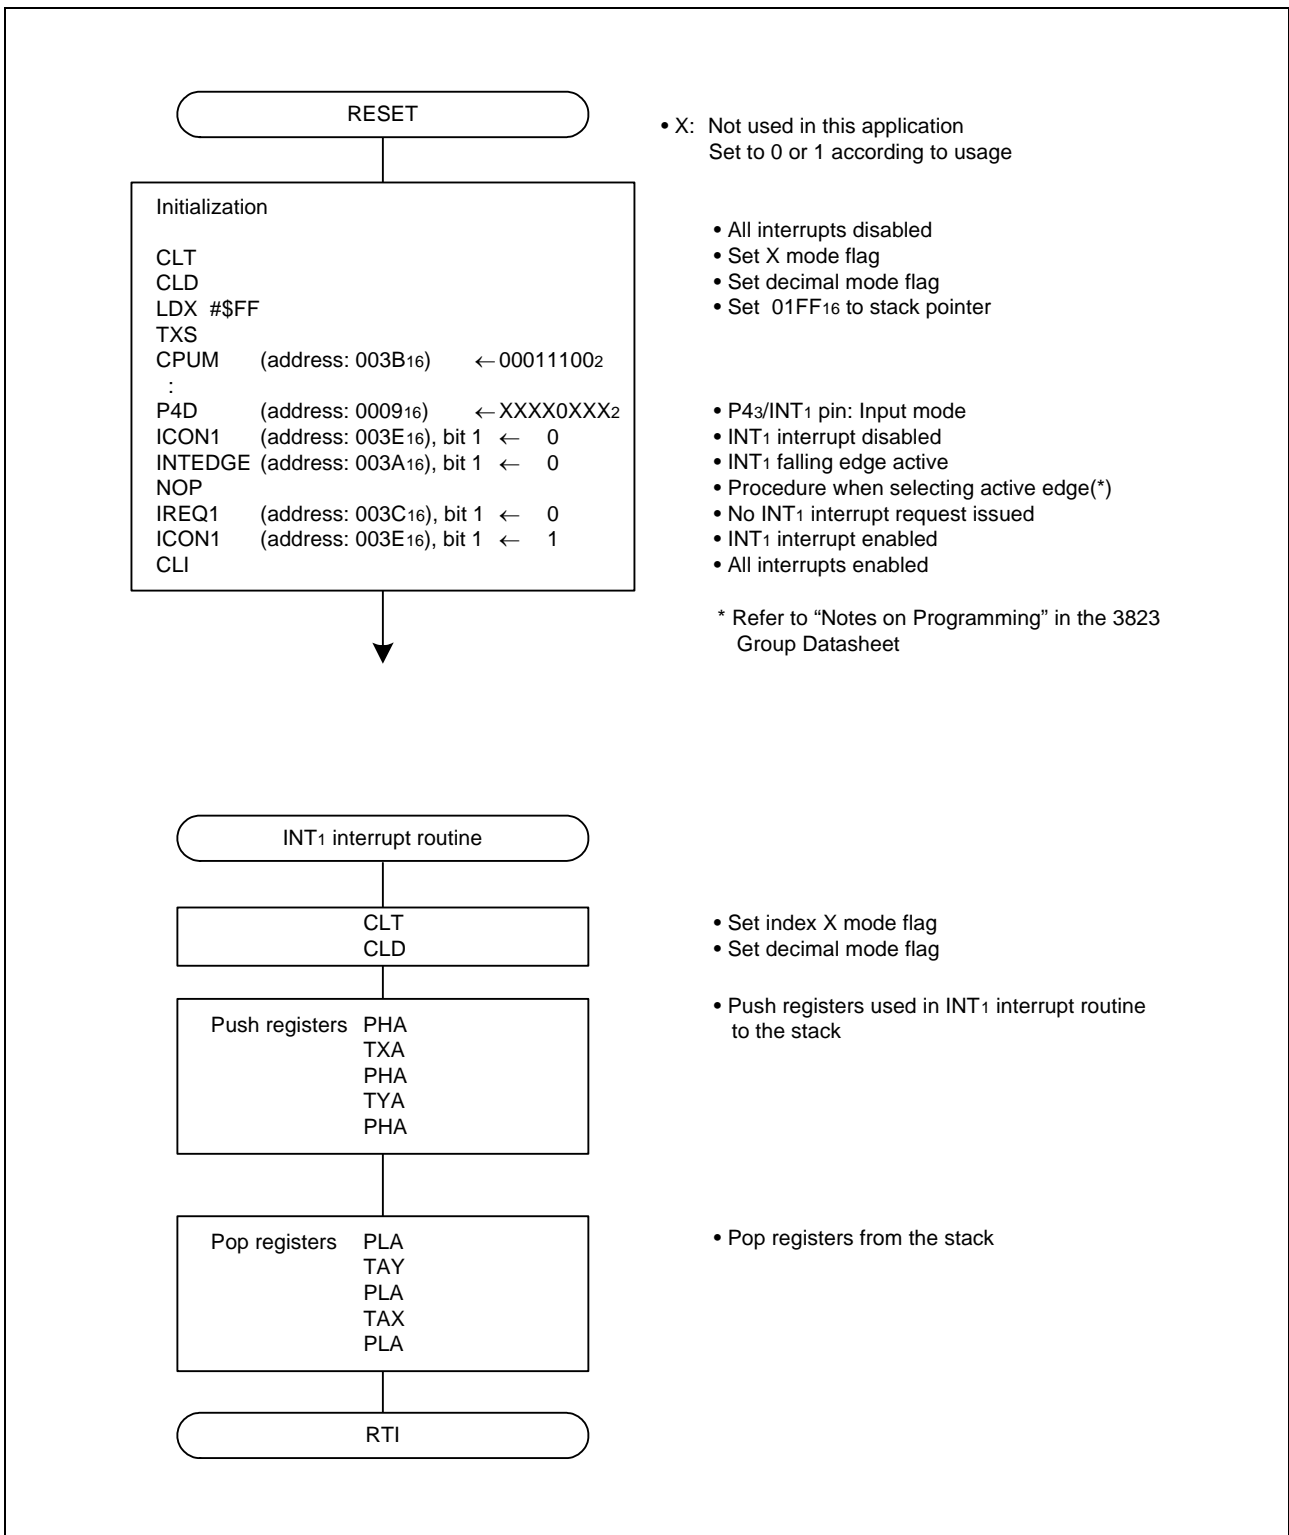 RESET
• X: Not used in this application
Set to 0 or 1 according to usage
Initialization
• All interrupts disabled
CLT • Set X mode flag
CLD • Set decimal mode flag
LDX #$FF • Set 01FF16 to stack pointer
TXS
CPUM (address: 003B16) ←000111002
:
P4D (address: 000916) ←XXXX0XXX2 • P43/INT1 pin: Input mode
ICON1 (address: 003E16), bit 1 ← 0 • INT1 interrupt disabled
INTEDGE (address: 003A16), bit 1 ← 0 • INT1 falling edge active
NOP • Procedure when selecting active edge(*)
IREQ1 (address: 003C16), bit 1 ← 0 • No INT1 interrupt request issued
ICON1 (address: 003E16), bit 1 ← 1 • INT1 interrupt enabled
CLI • All interrupts enabled
* Refer to “Notes on Programming” in the 3823
Group Datasheet
INT1 interrupt routine
CLT • Set index X mode flag
CLD • Set decimal mode flag
Push registers PHA • Push registers used in INT1 interrupt routine
TXA to the stack
PHA
TYA
PHA
Pop registers PLA • Pop registers from the stack
TAY
PLA
TAX
PLA
RTI